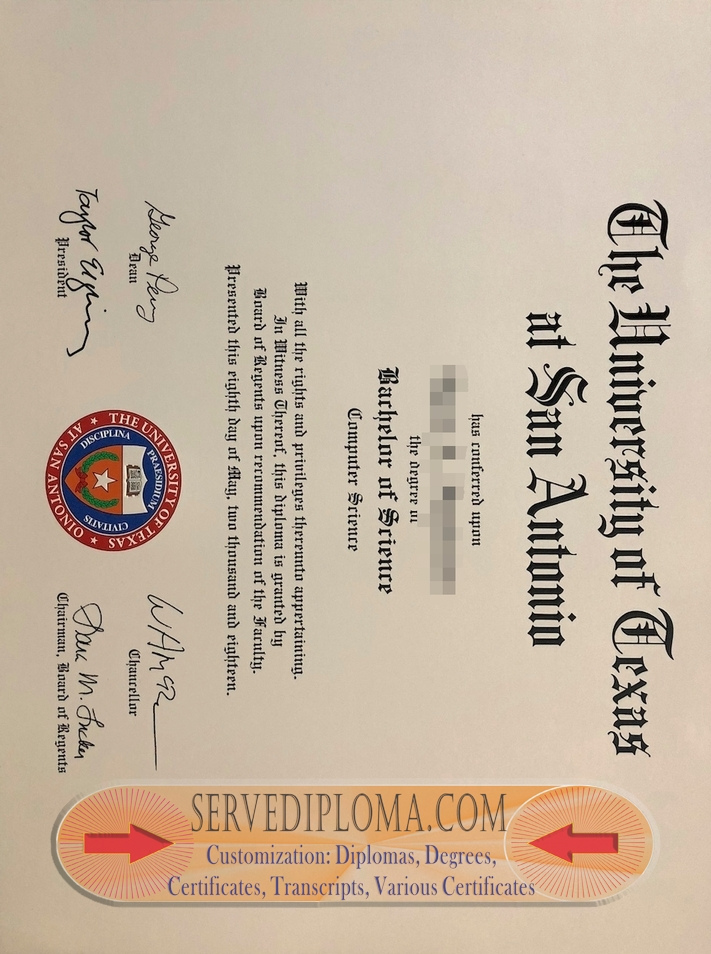 The University of Texas
at San Antonio
has conferred upon
the degree of
Bachelor of Science
Computer Science
With all the rights and privileges thereunto appertaining.
In Witness Thereof, this diploma is granted by
Board of Regents upon recommendation of the Faculty.
Presented this eighth day of May, two thousand and eighteen.
Dean
President
THE UNIVERSITY OF TEXAS
AT SAN ANTONIO
DISCIPLINA
PRAESIDIUM
CIVITATIS
Chancellor
Chairman, Board of Regents
SERVEDIPLOMA.COM
Customization: Diplomas, Degrees,
Certificates, Transcripts, Various Certificates